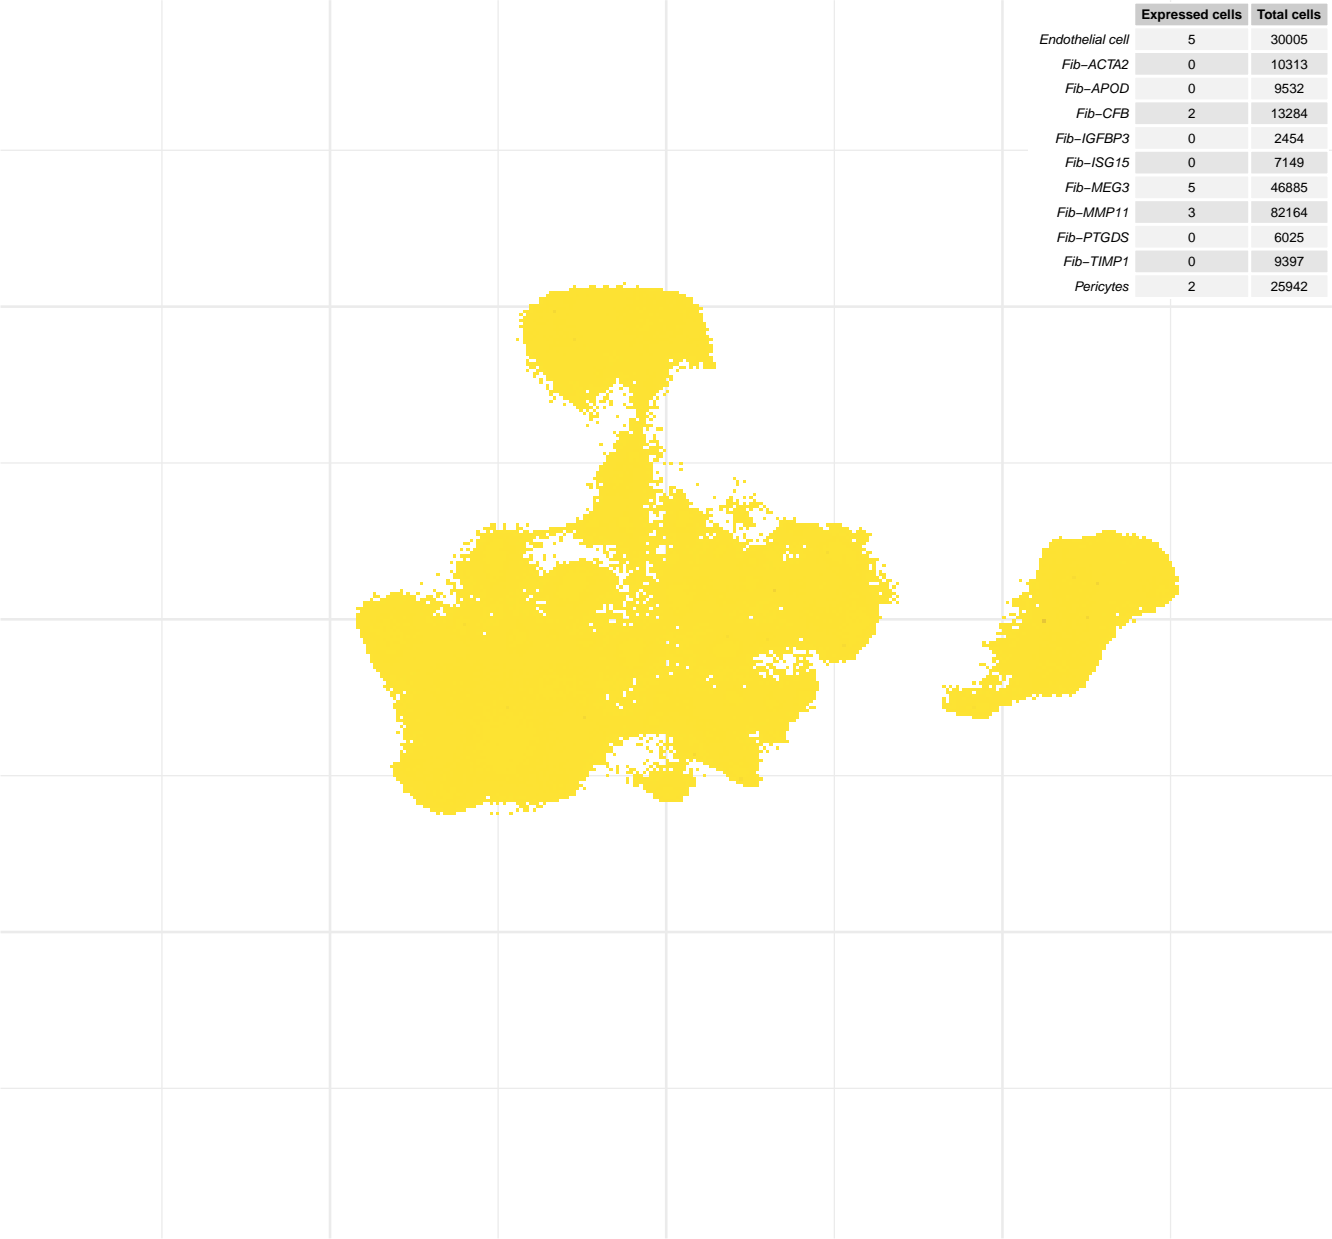 Expressed cells Total cells
Endothelial cell 5 30005
Fib−ACTA2 0 10313
Fib−APOD 0 9532
Fib−CFB 2 13284
Fib−IGFBP3 0 2454
Fib−ISG15 0 7149
Fib−MEG3 5 46885
Fib−MMP11 3 82164
Fib−PTGDS 0 6025
Fib−TIMP1 0 9397
Pericytes 2 25942